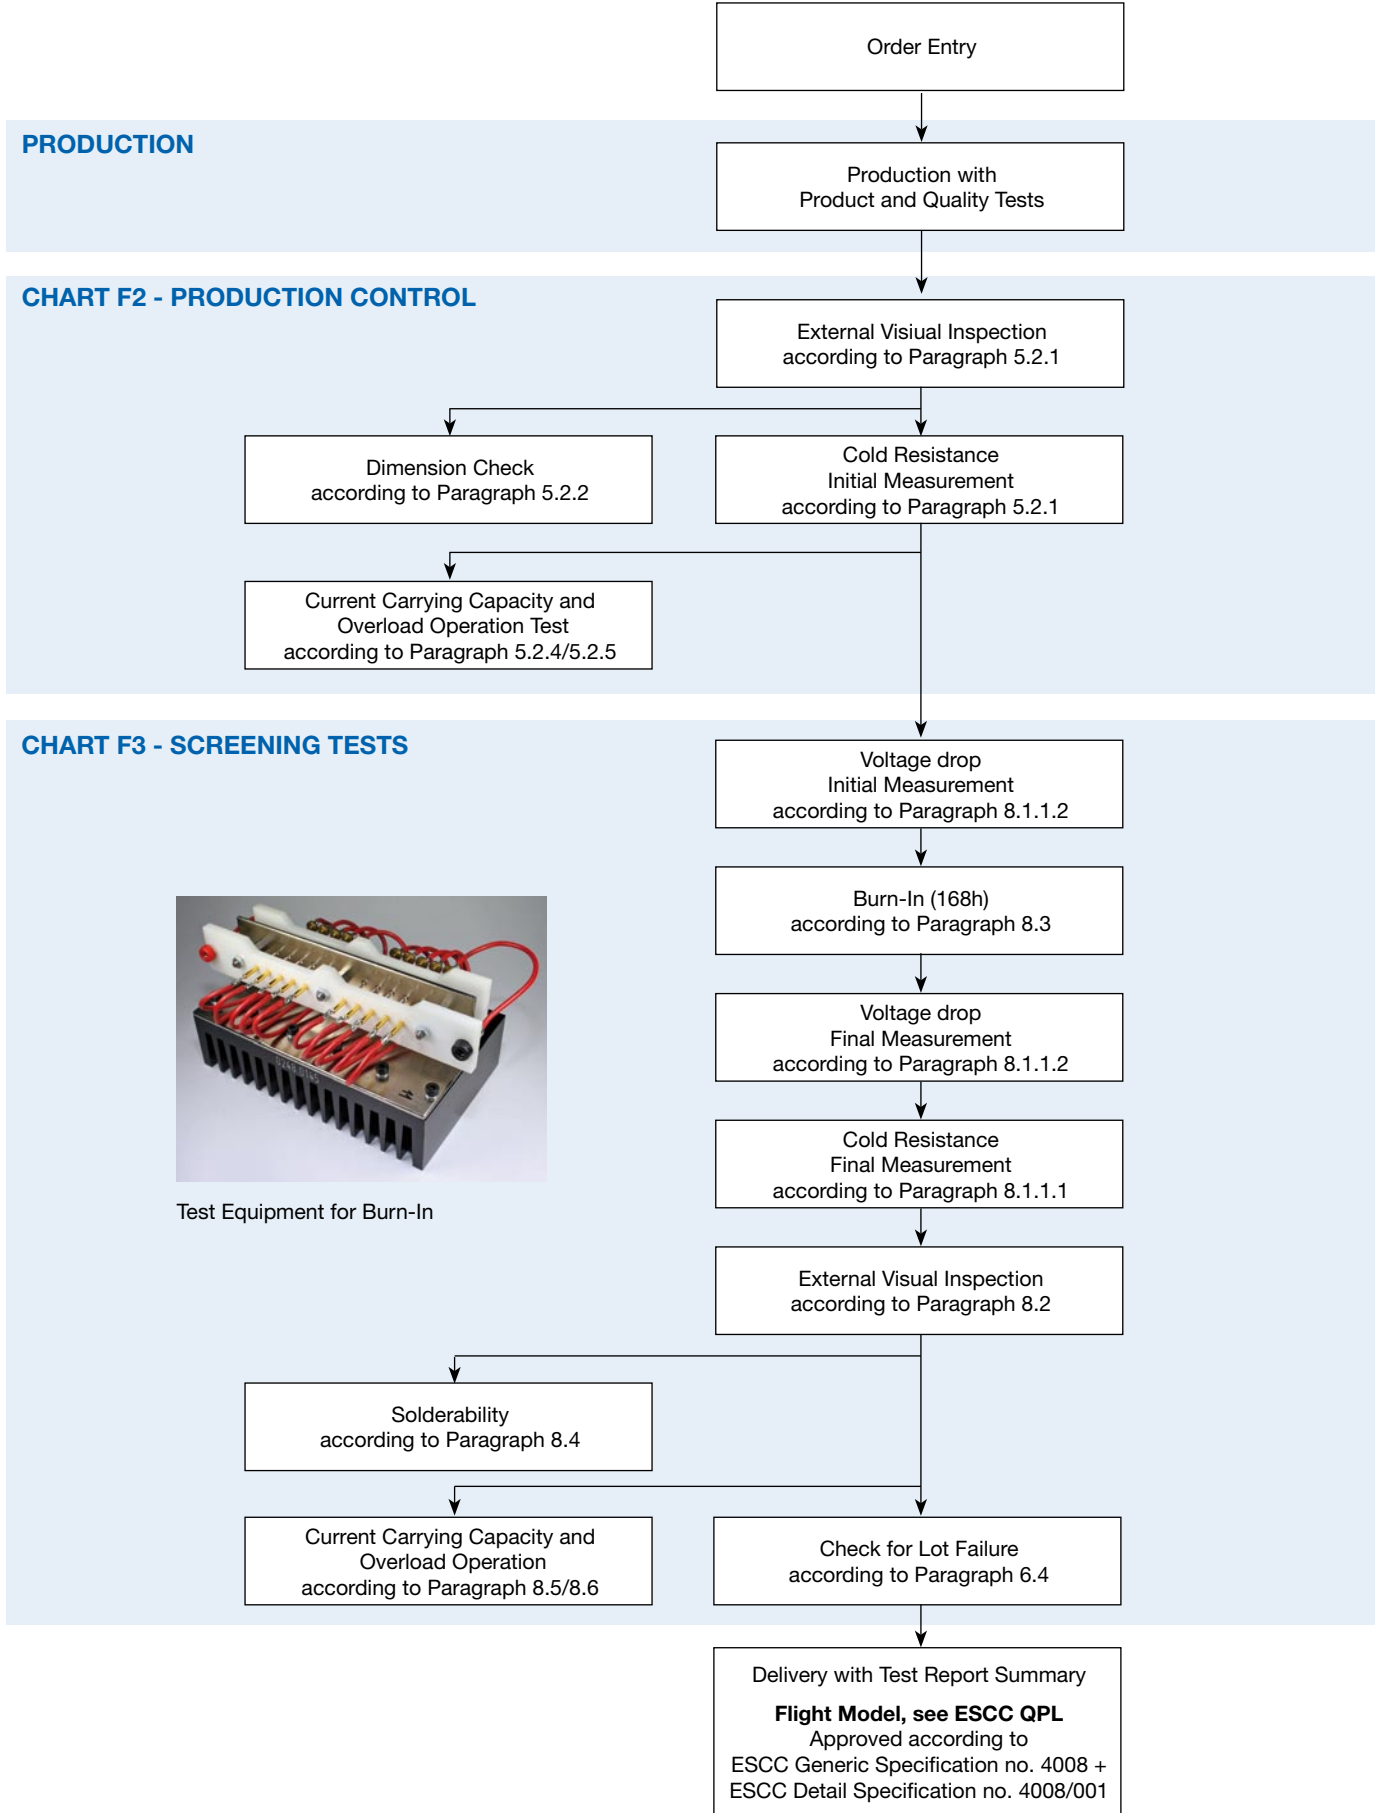 Order Entry
PRODUCTION
Production with
Product and Quality Tests
CHART F2 - PRODUCTION CONTROL
External Visiual Inspection
according to Paragraph 5.2.1
Dimension Check
according to Paragraph 5.2.2
Cold Resistance
Initial Measurement
according to Paragraph 5.2.1
Current Carrying Capacity and
Overload Operation Test
according to Paragraph 5.2.4/5.2.5
CHART F3 - SCREENING TESTS
Voltage drop
Initial Measurement
according to Paragraph 8.1.1.2
Burn-In (168h)
according to Paragraph 8.3
Voltage drop
Final Measurement
according to Paragraph 8.1.1.2
Cold Resistance
Final Measurement
according to Paragraph 8.1.1.1
Test Equipment for Burn-In
External Visual Inspection
according to Paragraph 8.2
Solderability
according to Paragraph 8.4
Current Carrying Capacity and
Overload Operation
according to Paragraph 8.5/8.6
Check for Lot Failure
according to Paragraph 6.4
Delivery with Test Report Summary
Flight Model, see ESCC QPL
Approved according to
ESCC Generic Specification no. 4008 +
ESCC Detail Specification no. 4008/001